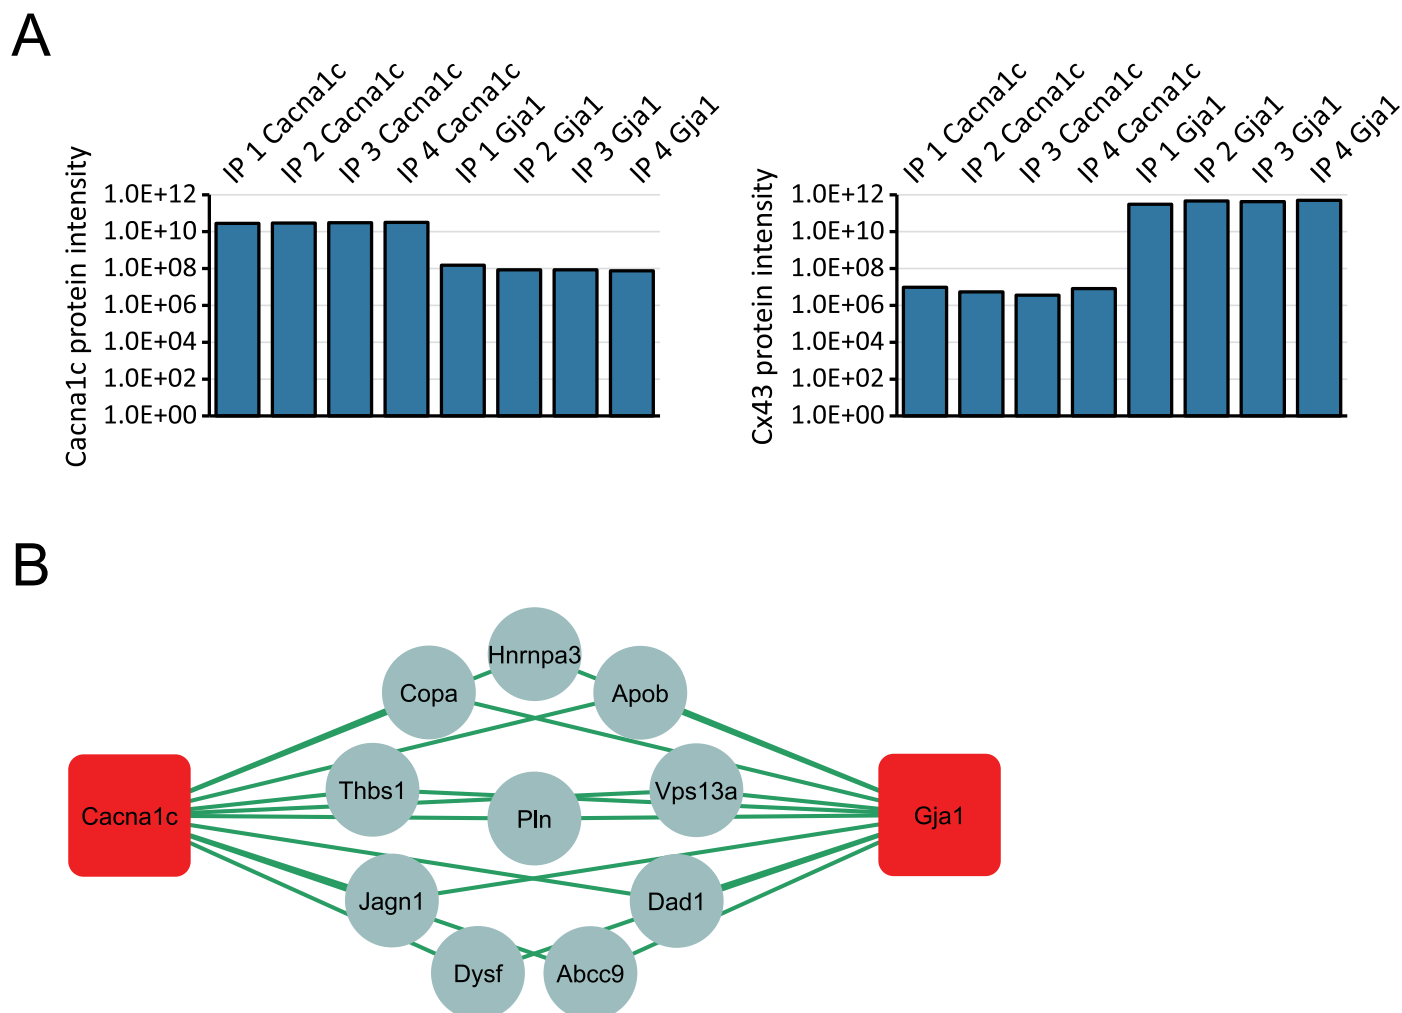 A
IP 1 Cacna1c
IP 2 Cacna1c
IP 3 Cacna1c
IP 4 Cacna1c
IP 1 Gja1
IP 2 Gja1
IP 3 Gja1
IP 4 Gja1
Cacna1c protein intensity
1.0E+12
1.0E+10
1.0E+08
1.0E+06
1.0E+04
1.0E+02
1.0E+00
IP 1 Cacna1c
IP 2 Cacna1c
IP 3 Cacna1c
IP 4 Cacna1c
IP 1 Gja1
IP 2 Gja1
IP 3 Gja1
IP 4 Gja1
Cx43 protein intensity
1.0E+12
1.0E+10
1.0E+08
1.0E+06
1.0E+04
1.0E+02
1.0E+00
B
Hnrnpa3
Copa
Apob
Thbs1
Vps13a
Cacna1c
Pln
Gja1
Jagn1
Dad1
Dysf
Abcc9